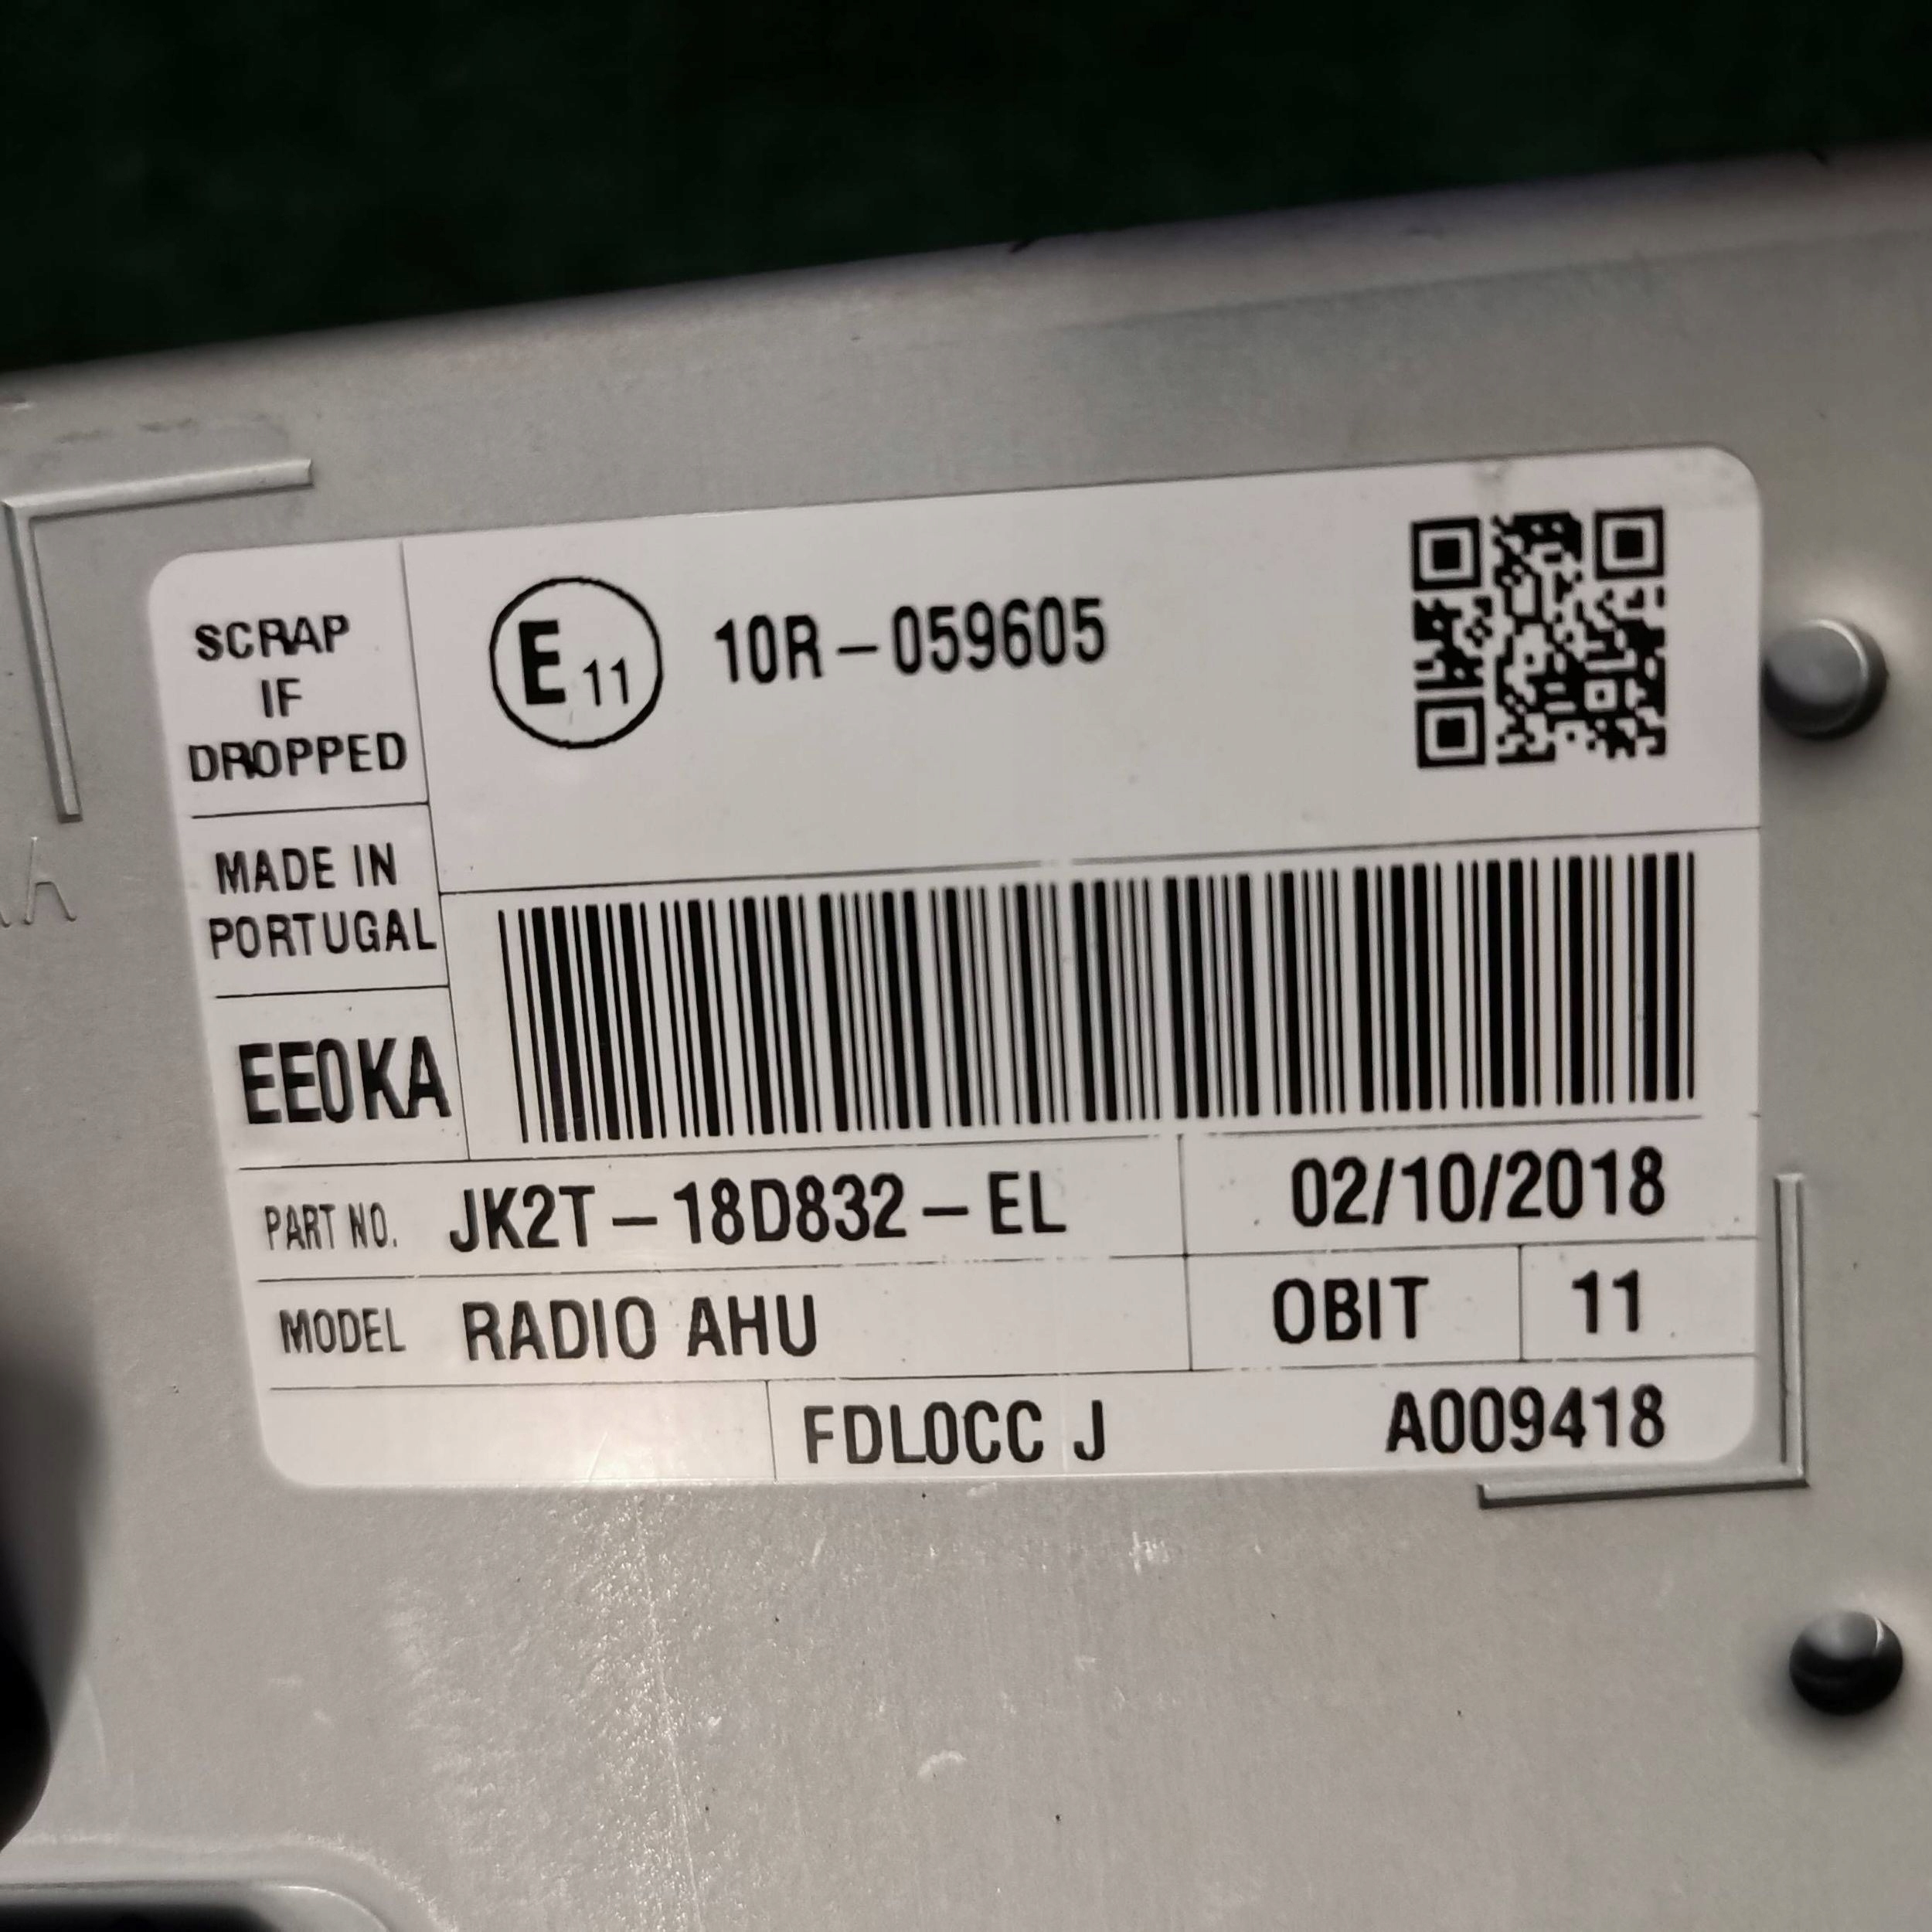 SCRAP
IF
DROPPED
E11 10R-059605
MADE IN
PORTUGAL
EE0KA
PART NO. JK2T-18D832-EL 02/10/2018
MODEL RADIO AHU OBIT 11
FDL0CC J A009418